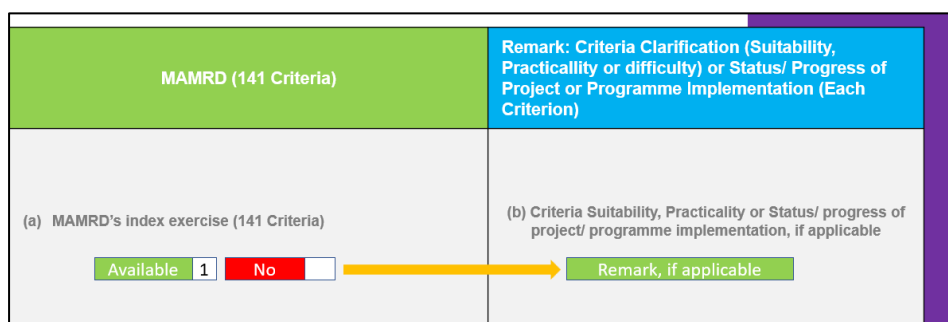 MAMRD (141 Criteria)
Remark: Criteria Clarification (Suitability,
Practicallity or difficulty) or Status/ Progress of
Project or Programme Implementation (Each
Criterion)
(a) MAMRD's index exercise (141 Criteria)
Available 1 No
(b) Criteria Suitability, Practicality or Status/ progress of
project/ programme implementation, if applicable
Remark, if applicable